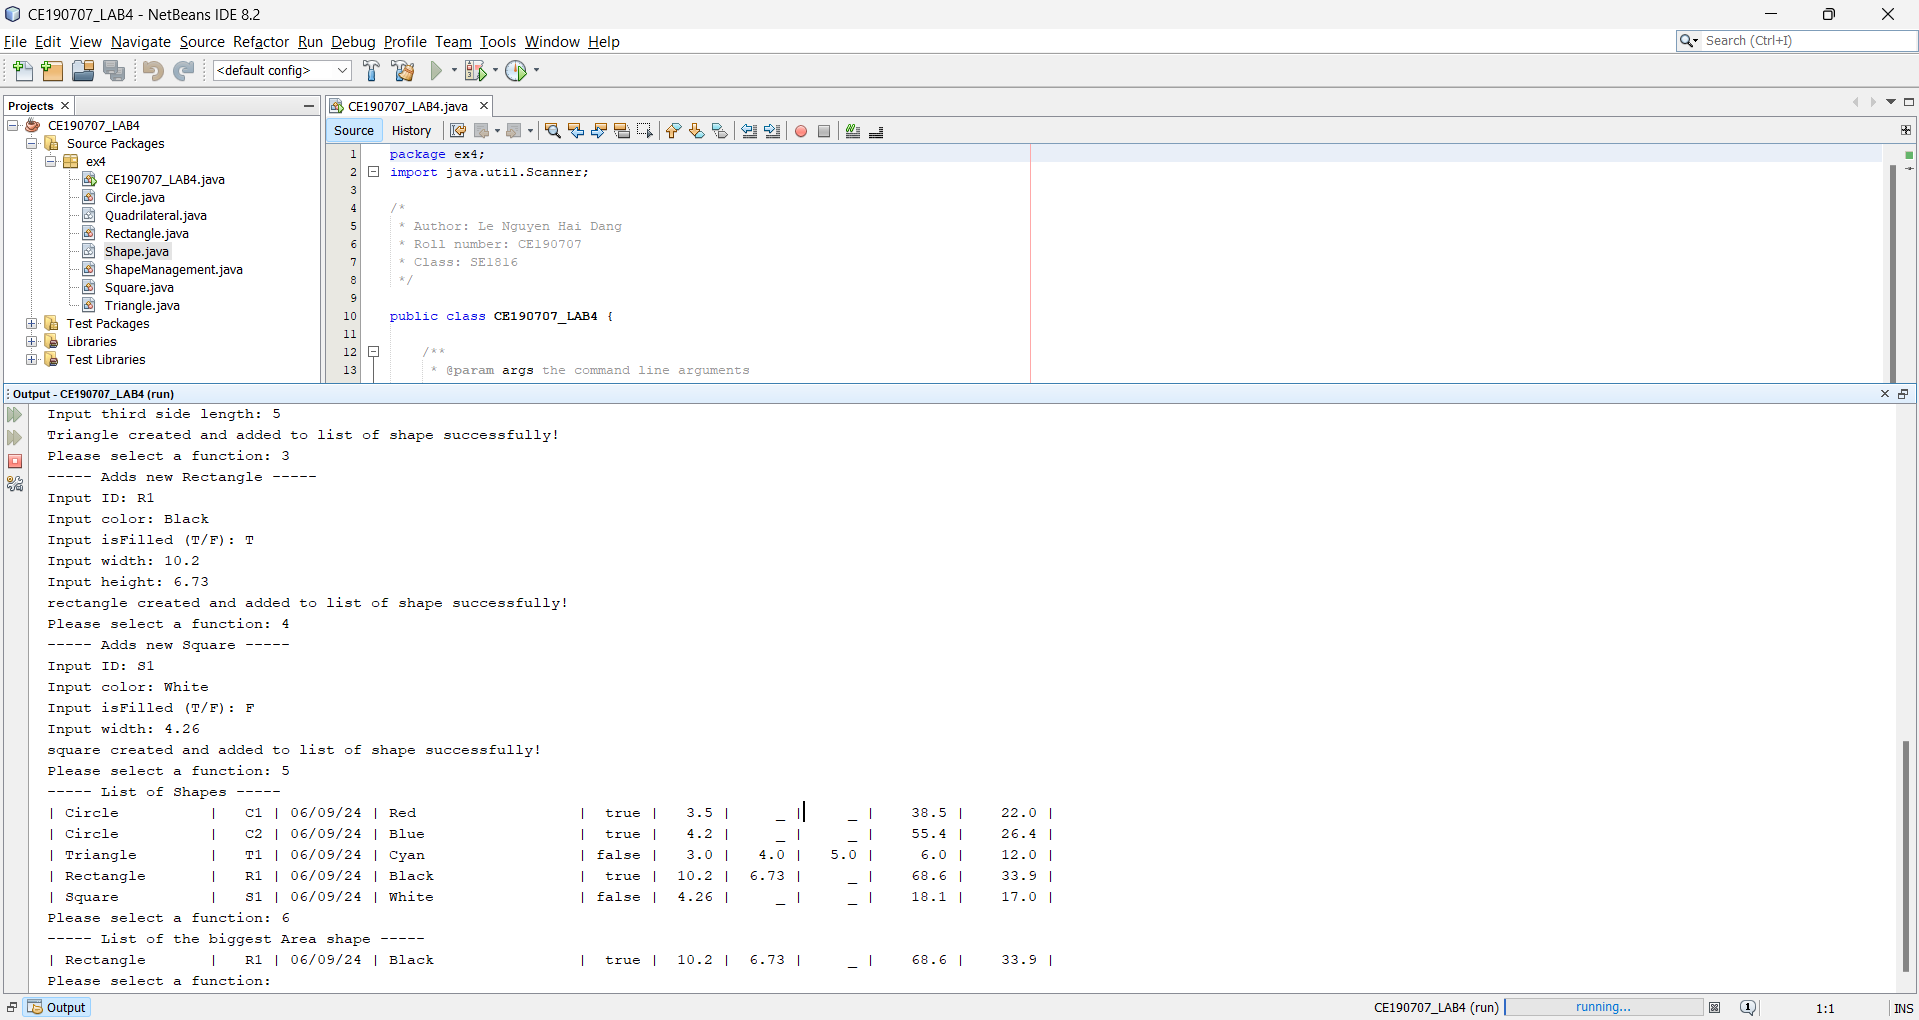 CE190707_LAB4 - NetBeans IDE 8.2
File Edit View Navigate Source Refactor Run Debug Profile Team Tools Window Help
Search (Ctrl+I)
<default config>
Projects
CE190707_LAB4
Source Packages
ex4
CE190707_LAB4.java
Circle.java
Quadrilateral.java
Rectangle.java
Shape.java
ShapeManagement.java
Square.java
Triangle.java
Test Packages
Libraries
Test Libraries
CE190707_LAB4.java
Source History
1 package ex4;
2 import java.util.Scanner;
3
4 /*
5 * Author: Le Nguyen Hai Dang
6 * Roll number: CE190707
7 * Class: SE1816
8 */
9
10 public class CE190707_LAB4 {
11
12 /**
13 * @param args the command line arguments
Output - CE190707_LAB4 (run)
Input third side length: 5
Triangle created and added to list of shape successfully!
Please select a function: 3
----- Adds new Rectangle -----
Input ID: R1
Input color: Black
Input isFilled (T/F): T
Input width: 10.2
Input height: 6.73
rectangle created and added to list of shape successfully!
Please select a function: 4
----- Adds new Square -----
Input ID: S1
Input color: White
Input isFilled (T/F): F
Input width: 4.26
square created and added to list of shape successfully!
Please select a function: 5
----- List of Shapes -----
| Circle | C1 | 06/09/24 | Red | true | 3.5 | _ | _ | 38.5 | 22.0 |
| Circle | C2 | 06/09/24 | Blue | true | 4.2 | _ | _ | 55.4 | 26.4 |
| Triangle | T1 | 06/09/24 | Cyan | false | 3.0 | 4.0 | 5.0 | 6.0 | 12.0 |
| Rectangle | R1 | 06/09/24 | Black | true | 10.2 | 6.73 | _ | 68.6 | 33.9 |
| Square | S1 | 06/09/24 | White | false | 4.26 | _ | _ | 18.1 | 17.0 |
Please select a function: 6
----- List of the biggest Area shape -----
| Rectangle | R1 | 06/09/24 | Black | true | 10.2 | 6.73 | _ | 68.6 | 33.9 |
Please select a function:
Output
CE190707_LAB4 (run) running... 1 1:1 INS